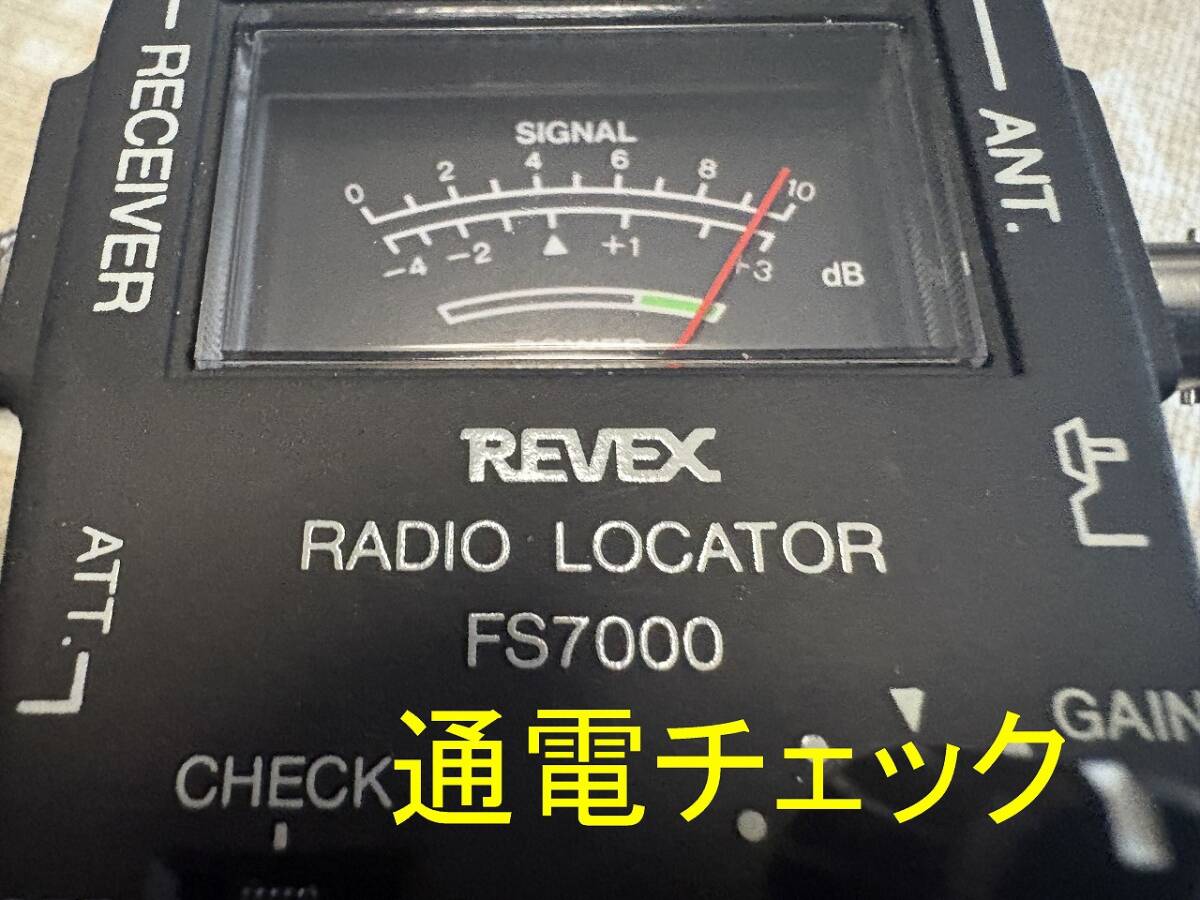 RECEIVER
ANT.
SIGNAL
0 2 4 6 8 10
-4 -2 +1 +3 dB
REVEX
RADIO LOCATOR
FS7000
ATT.
GAIN
CHECK
通電チェック